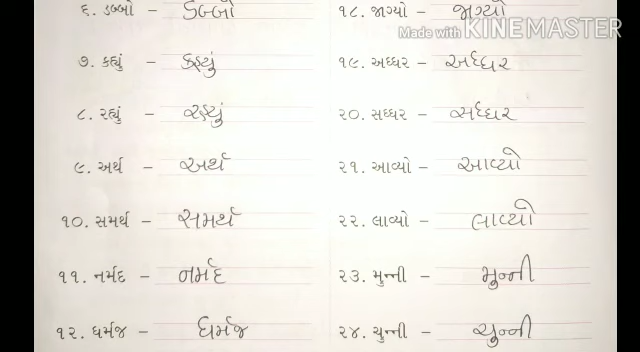 ૬. ડબ્બો – ડબ્બો
૭. કહ્યું – કહ્યું
૮. રહ્યું – રહ્યું
૯. અર્થ – અર્થ
૧૦. સમર્થ – સમર્થ
૧૧. નર્મદ – નર્મદ
૧૨. ધર્મજ – ધર્મજ
૧૮. જાગ્યો – જાગ્યો
Made with KINEMASTER
૧૯. અધ્ધર – અધ્ધર
૨૦. સધ્ધર – સધ્ધર
૨૧. આવ્યો – આવ્યો
૨૨. લાવ્યો – લાવ્યો
૨૩. મુન્ની – મુન્ની
૨૪. ચુન્ની – ચુન્ની